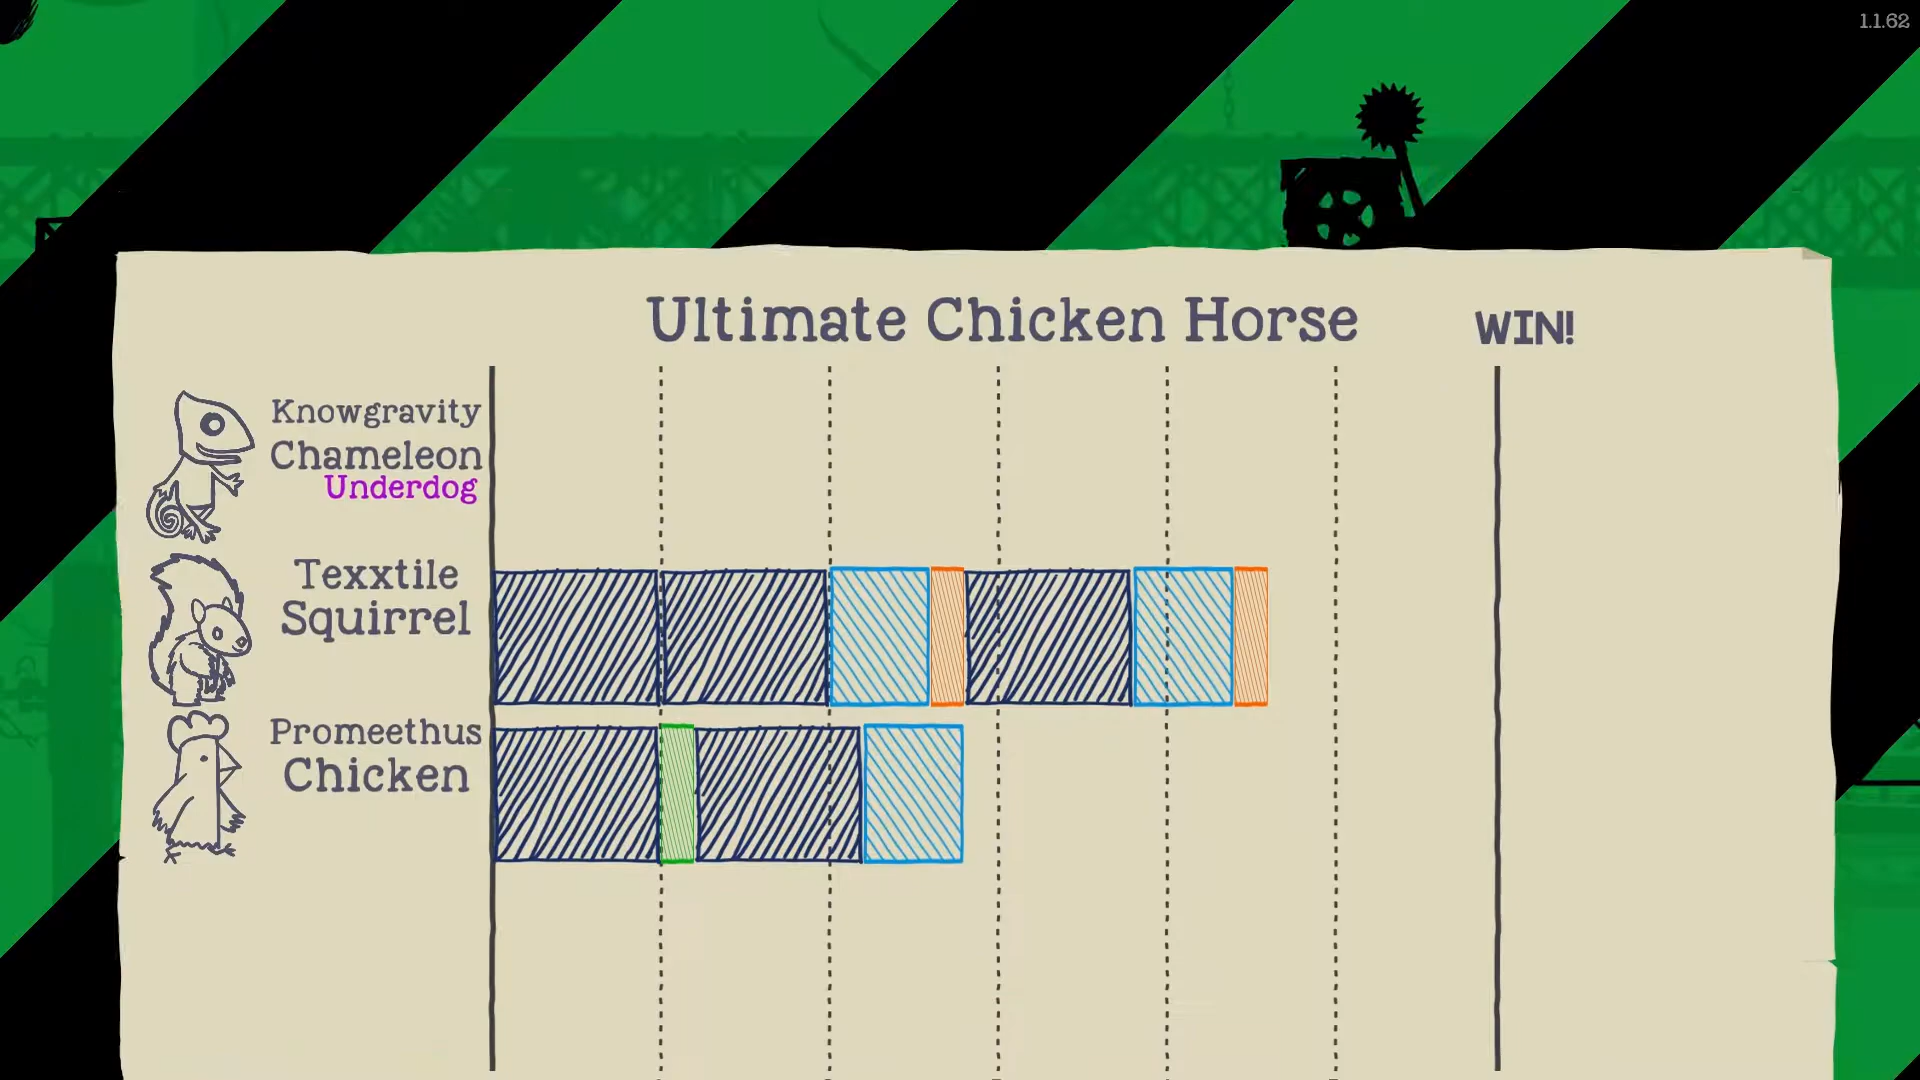 1.1.62
Ultimate Chicken Horse
WIN!
Knowgravity
Chameleon
Underdog
Texxtile
Squirrel
Promeethus
Chicken